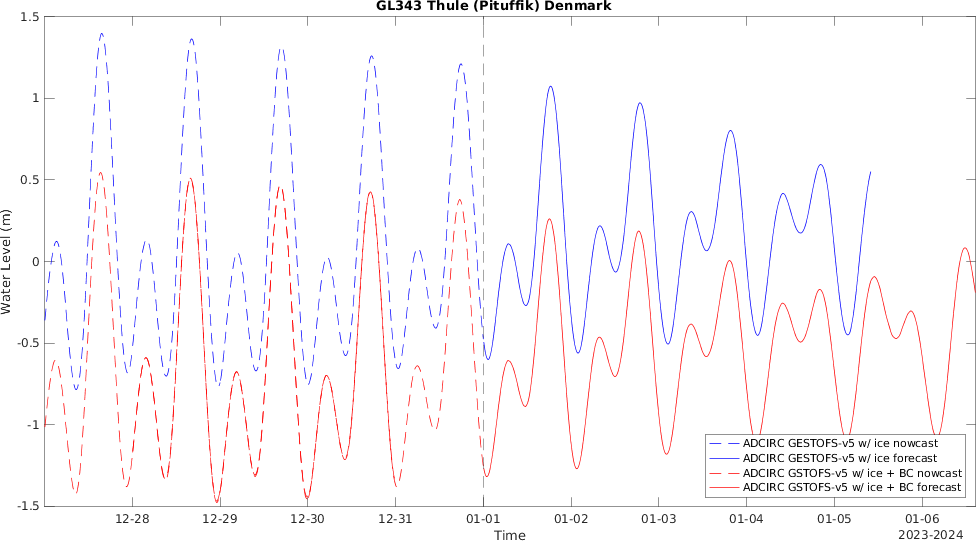 GL343 Thule (Pituffik) Denmark
1.5
1
0.5
0
-0.5
-1
-1.5
Water Level (m)
12-28
12-29
12-30
12-31
01-01
01-02
01-03
01-04
01-05
01-06
Time
2023-2024
ADCIRC GESTOFS-v5 w/ ice nowcast
ADCIRC GESTOFS-v5 w/ ice forecast
ADCIRC GSTOFS-v5 w/ ice + BC nowcast
ADCIRC GSTOFS-v5 w/ ice + BC forecast